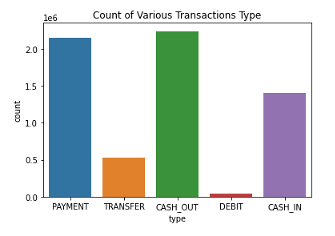 Count of Various Transactions Type
1e6
2.0
1.5
1.0
0.5
0.0
count
PAYMENT TRANSFER CASH_OUT DEBIT CASH_IN
type